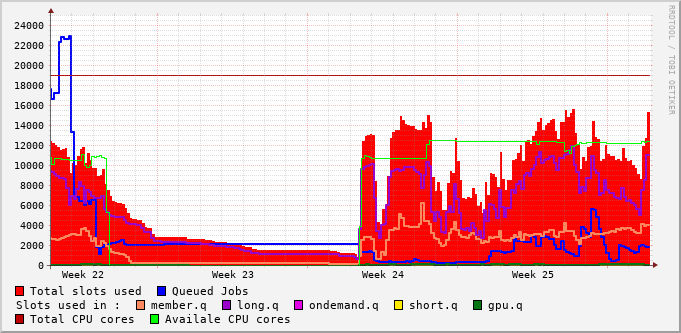 24000
22000
20000
18000
16000
14000
12000
10000
8000
6000
4000
2000
0
Week 22 Week 23 Week 24 Week 25
Total slots used Queued Jobs
Slots used in : member.q long.q ondemand.q short.q gpu.q
Total CPU cores Availale CPU cores
RRDTOOL / TOBI OETIKER